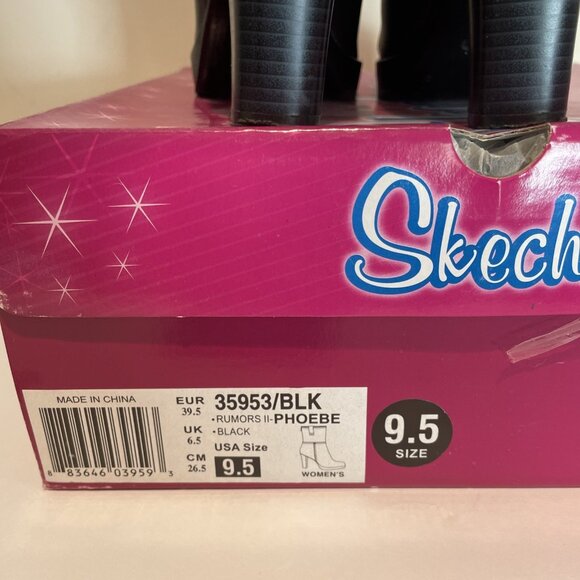 Skech
MADE IN CHINA
EUR
39.5
UK
6.5
CM
26.5
35953/BLK
•RUMORS II-PHOEBE
•BLACK
USA Size
9.5
WOMEN'S
8 83646 03959 3
9.5
SIZE